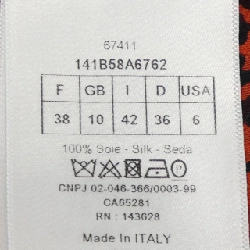 67411
141B58A6762
F GB I D USA
38 10 42 36 6
100% Soie - Silk - Seda
CNPJ 02-046-366/0003-99
CA05281
RN : 143028
Made In ITALY